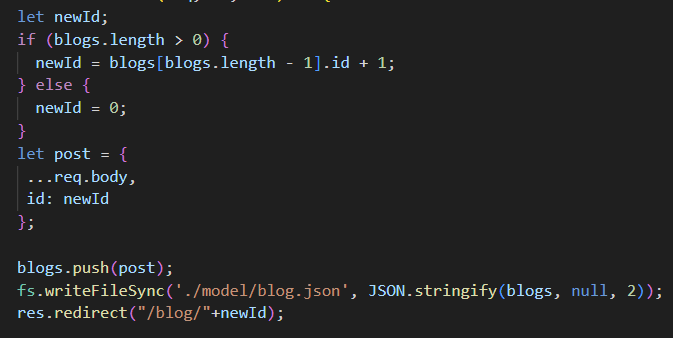 let newId;
if (blogs.length > 0) {
newId = blogs[blogs.length - 1].id + 1;
} else {
newId = 0;
}
let post = {
...req.body,
id: newId
};
blogs.push(post);
fs.writeFileSync('./model/blog.json', JSON.stringify(blogs, null, 2));
res.redirect("/blog/"+newId);